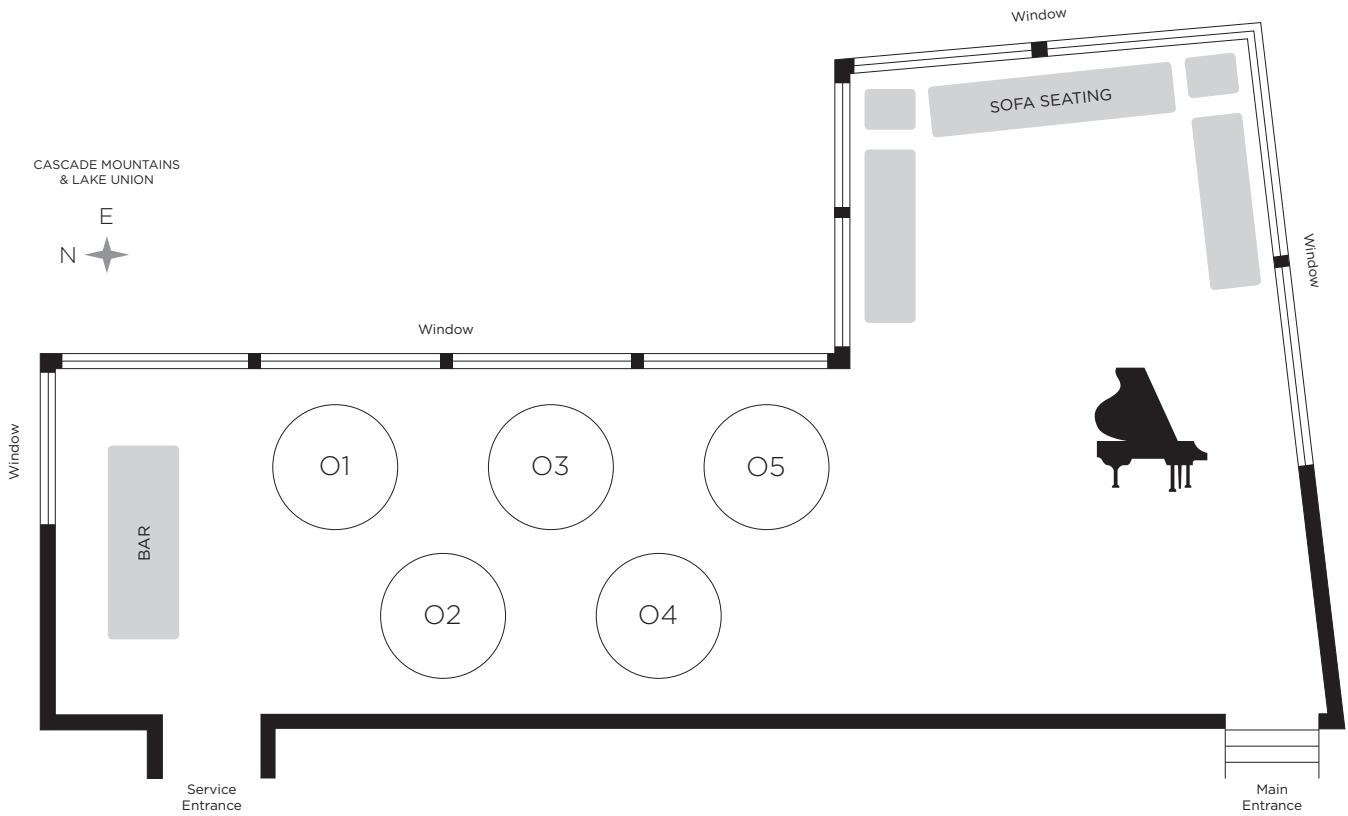 Window
SOFA SEATING
CASCADE MOUNTAINS
& LAKE UNION
E
N
Window
Window
Window
O1
O3
O5
BAR
O2
O4
Service
Entrance
Main
Entrance